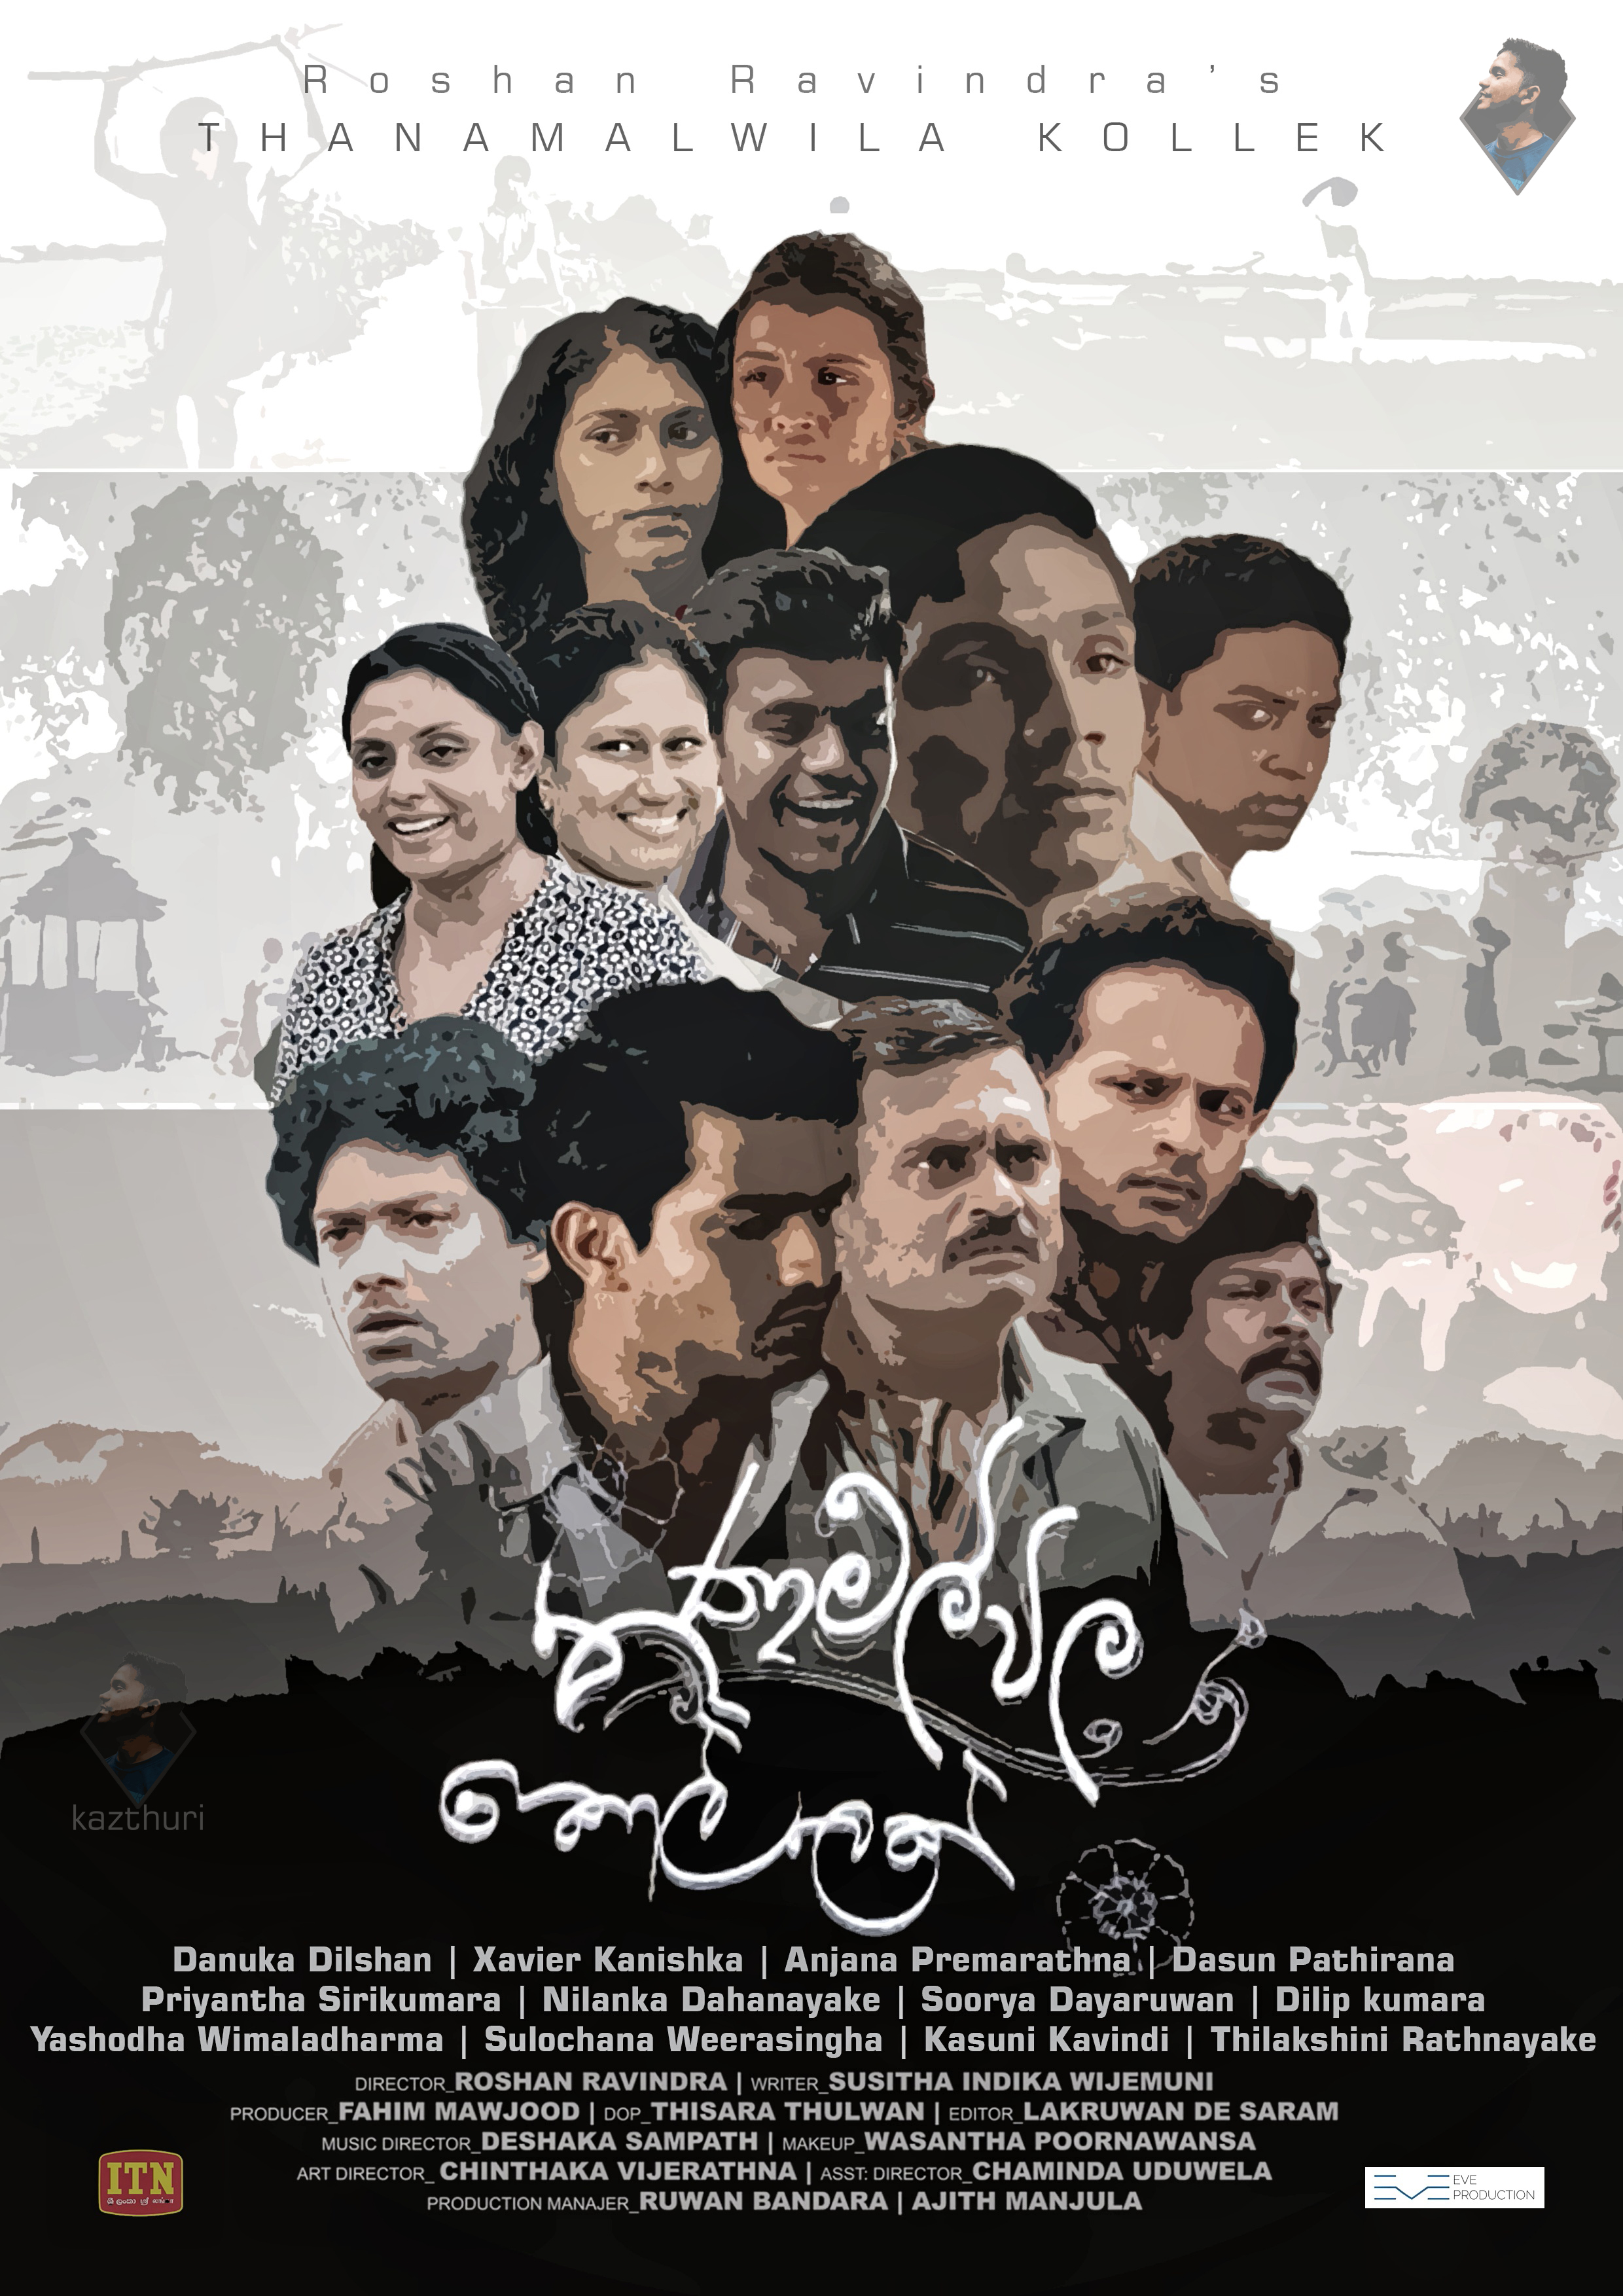 Roshan Ravindra's
THANAMALWILA KOLLEK
තණමල්විල
කොල්ලෙක්
kazthuri
Danuka Dilshan | Xavier Kanishka | Anjana Premarathna | Dasun Pathirana
Priyantha Sirikumara | Nilanka Dahanayake | Soorya Dayaruwan | Dilip kumara
Yashodha Wimaladharma | Sulochana Weerasingha | Kasuni Kavindi | Thilakshini Rathnayake
DIRECTOR_ROSHAN RAVINDRA | WRITER_SUSITHA INDIKA WIJEMUNI
PRODUCER_FAHIM MAWJOOD | DOP_THISARA THULWAN | EDITOR_LAKRUWAN DE SARAM
MUSIC DIRECTOR_DESHAKA SAMPATH | MAKEUP_WASANTHA POORNAWANSA
ART DIRECTOR_ CHINTHAKA VIJERATHNA | ASST: DIRECTOR_CHAMINDA UDUWELA
PRODUCTION MANAJER_RUWAN BANDARA | AJITH MANJULA
ITN
EVE
PRODUCTION